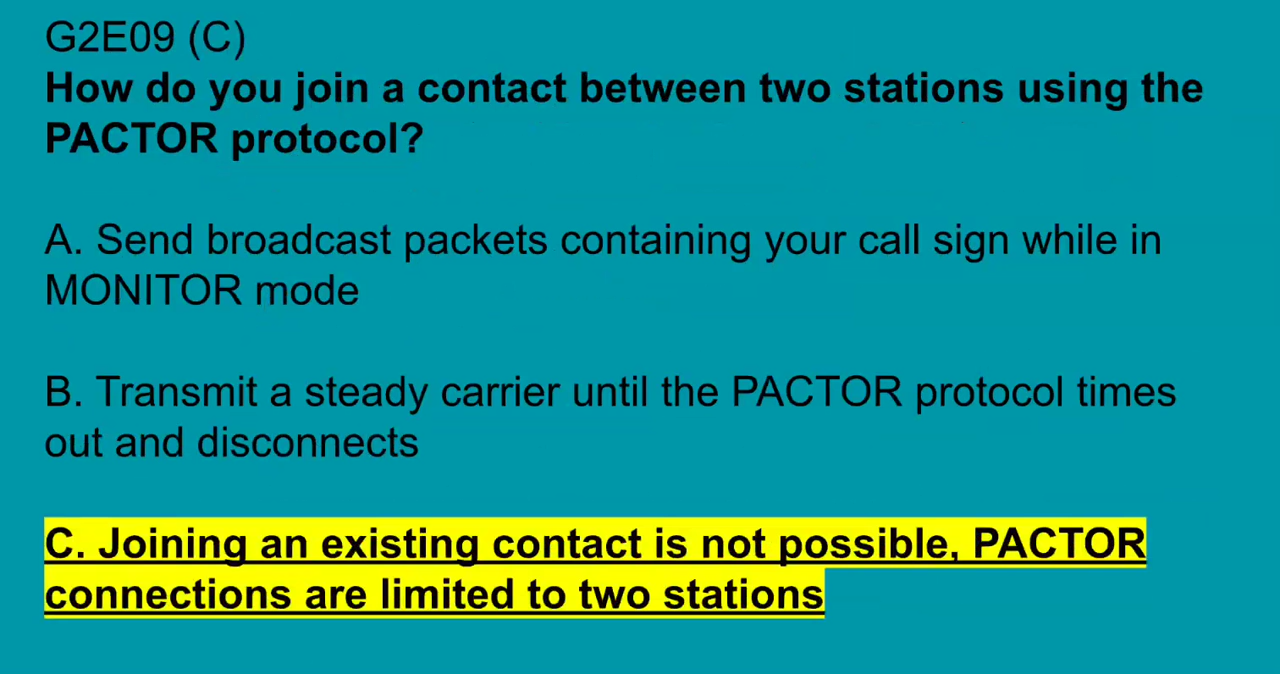 G2E09 (C)
How do you join a contact between two stations using the
PACTOR protocol?
A. Send broadcast packets containing your call sign while in
MONITOR mode
B. Transmit a steady carrier until the PACTOR protocol times
out and disconnects
C. Joining an existing contact is not possible, PACTOR
connections are limited to two stations